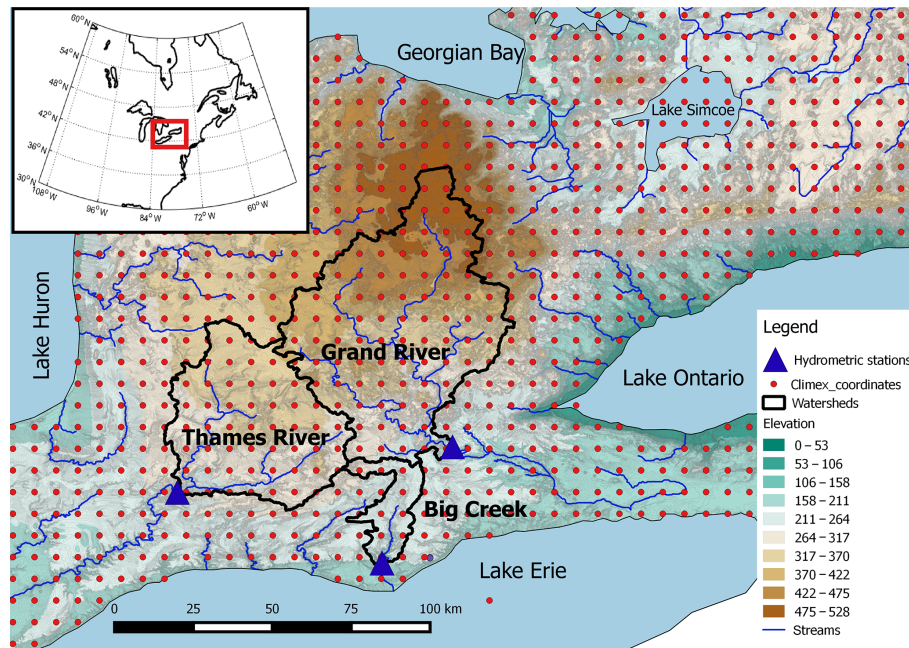 60°N
54°N
48°N
42°N
36°N
30°N
108°W
96°W
84°W
72°W
60°W
Georgian Bay
Lake Simcoe
Lake Huron
Grand River
Lake Ontario
Thames River
Big Creek
Lake Erie
0 25 50 75 100 km
Legend
Hydrometric stations
Climex_coordinates
Watersheds
Elevation
0 – 53
53 – 106
106 – 158
158 – 211
211 – 264
264 – 317
317 – 370
370 – 422
422 – 475
475 – 528
Streams